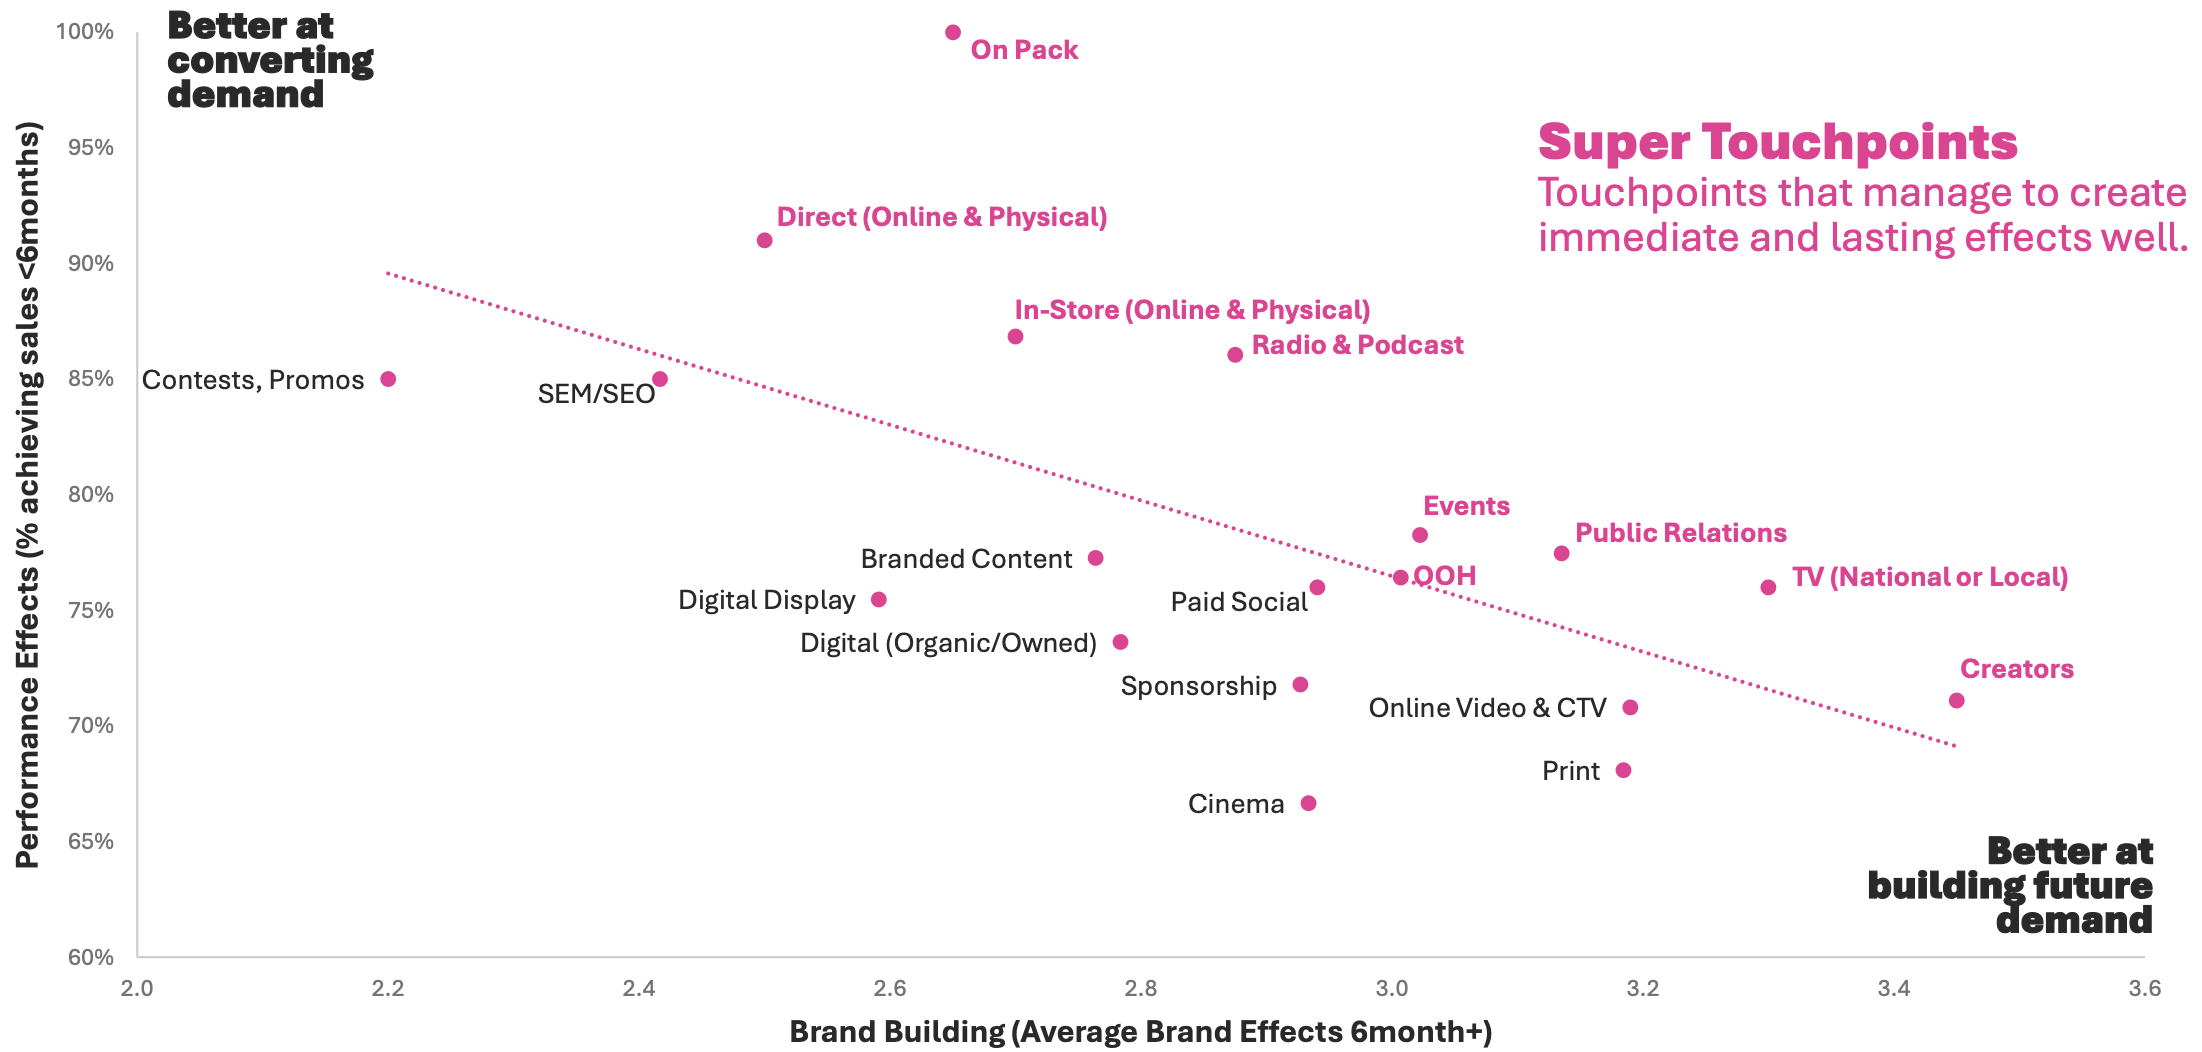 Better at
converting
demand
Super Touchpoints
Touchpoints that manage to create
immediate and lasting effects well.
Performance Effects (% achieving sales <6months)
100%
95%
90%
85%
80%
75%
70%
65%
60%
On Pack
Direct (Online & Physical)
In-Store (Online & Physical)
Radio & Podcast
Contests, Promos
SEM/SEO
Events
Public Relations
Branded Content
OOH
TV (National or Local)
Digital Display
Paid Social
Digital (Organic/Owned)
Creators
Sponsorship
Online Video & CTV
Print
Cinema
Better at
building future
demand
2.0
2.2
2.4
2.6
2.8
3.0
3.2
3.4
3.6
Brand Building (Average Brand Effects 6month+)